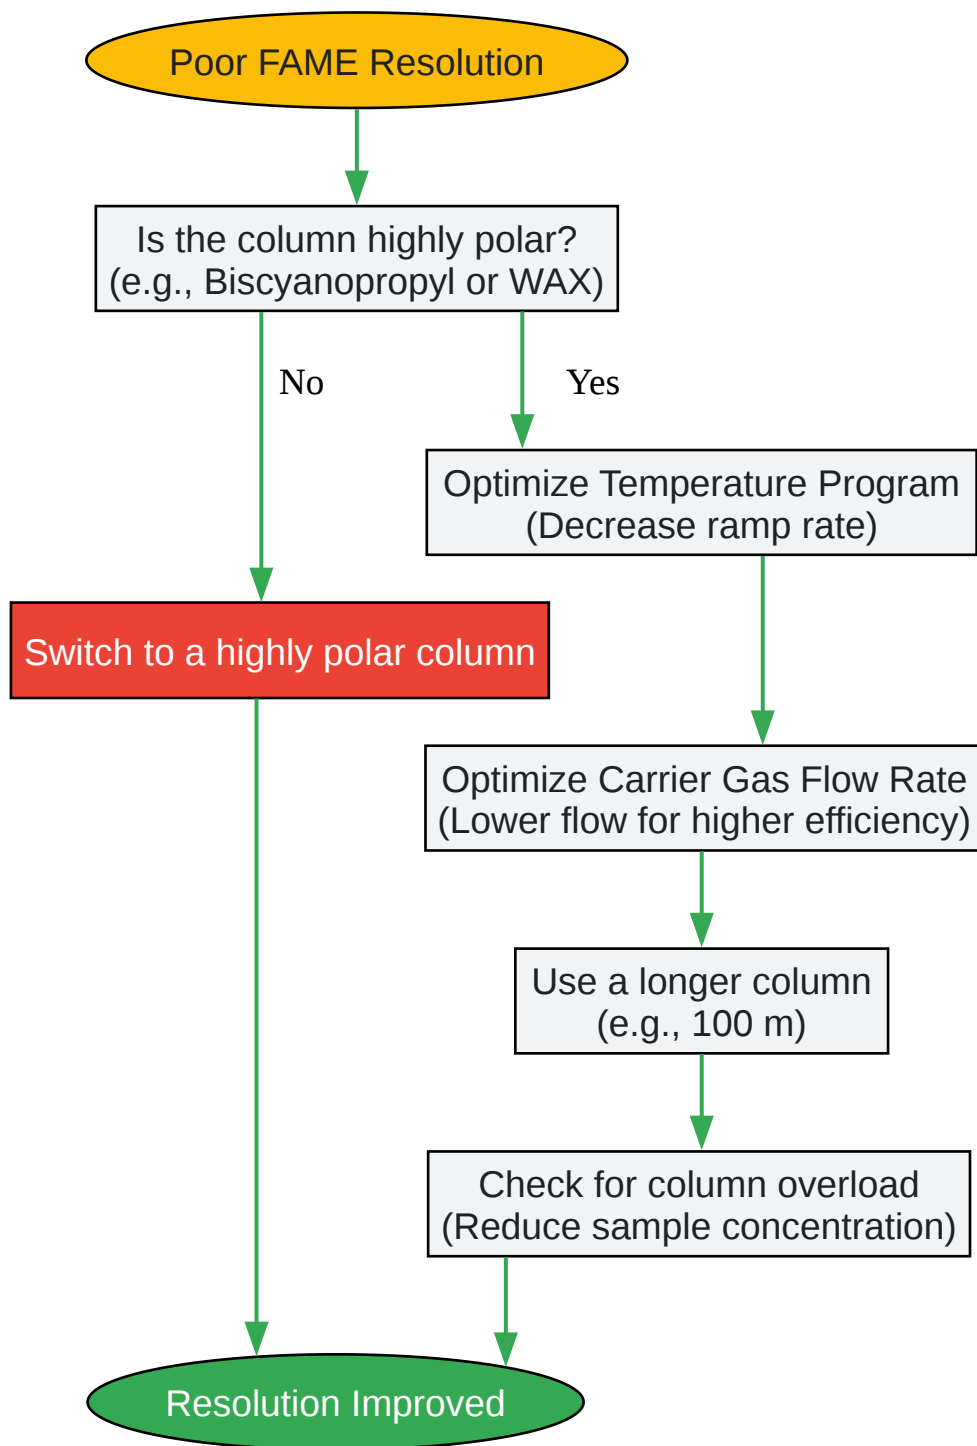 Poor FAME Resolution
Is the column highly polar?
(e.g., Biscyanopropyl or WAX)
No
Yes
Optimize Temperature Program
(Decrease ramp rate)
Switch to a highly polar column
Optimize Carrier Gas Flow Rate
(Lower flow for higher efficiency)
Use a longer column
(e.g., 100 m)
Check for column overload
(Reduce sample concentration)
Resolution Improved